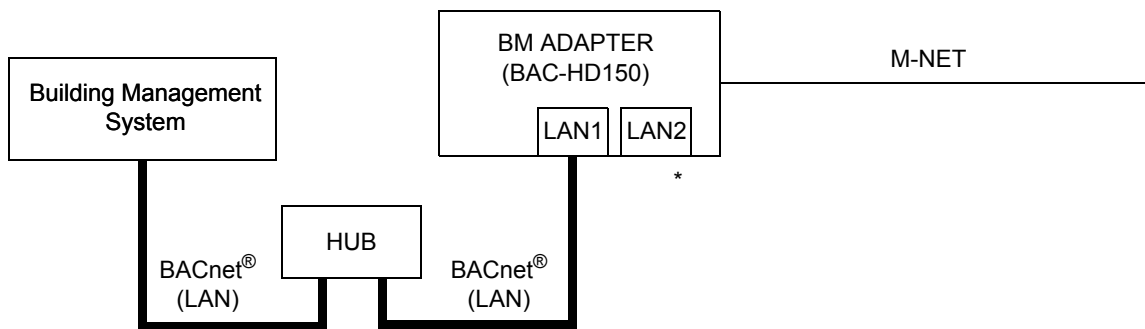 BM ADAPTER
(BAC-HD150)
M-NET
Building Management
System
LAN1
LAN2
*
HUB
BACnet®
(LAN)
BACnet®
(LAN)